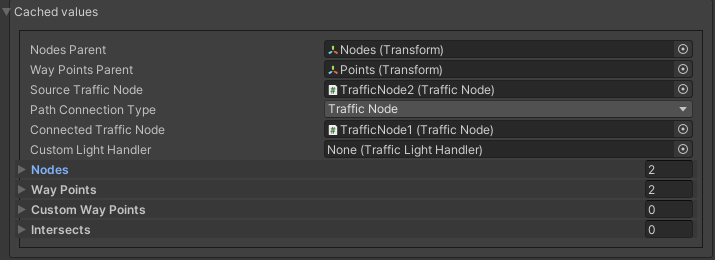 Cached values
Nodes Parent Nodes (Transform)
Way Points Parent Points (Transform)
Source Traffic Node # TrafficNode2 (Traffic Node)
Path Connection Type Traffic Node
Connected Traffic Node # TrafficNode1 (Traffic Node)
Custom Light Handler None (Traffic Light Handler)
Nodes 2
Way Points 2
Custom Way Points 0
Intersects 0